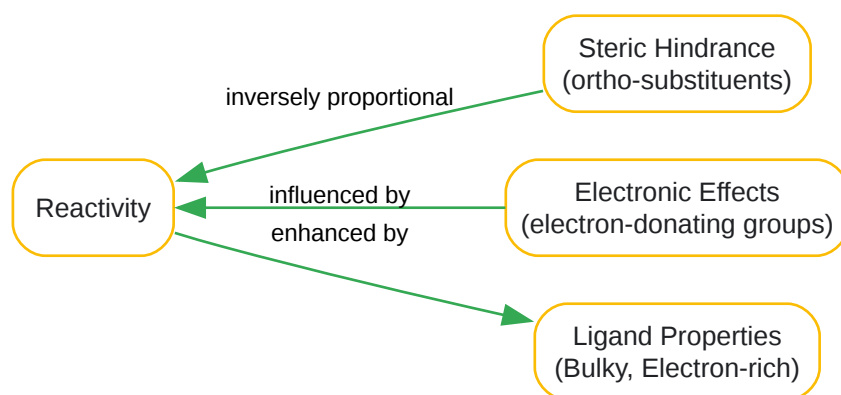 Steric Hindrance
(ortho-substituents)
inversely proportional
Reactivity
influenced by
enhanced by
Electronic Effects
(electron-donating groups)
Ligand Properties
(Bulky, Electron-rich)